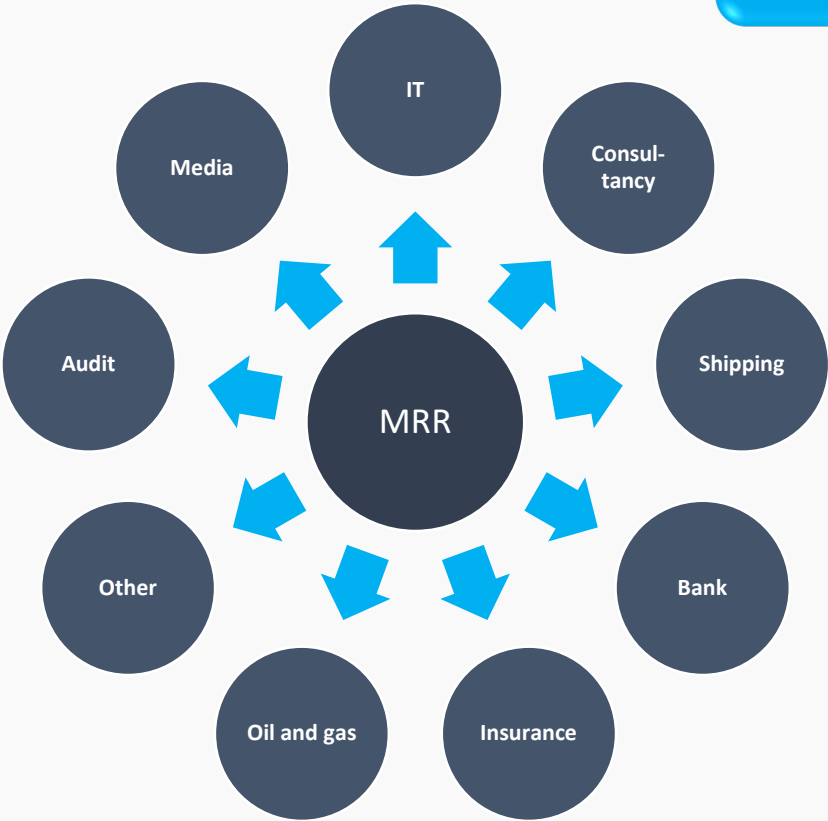 IT
Consul-
tancy
Shipping
Bank
Insurance
Oil and gas
Other
Audit
Media
MRR